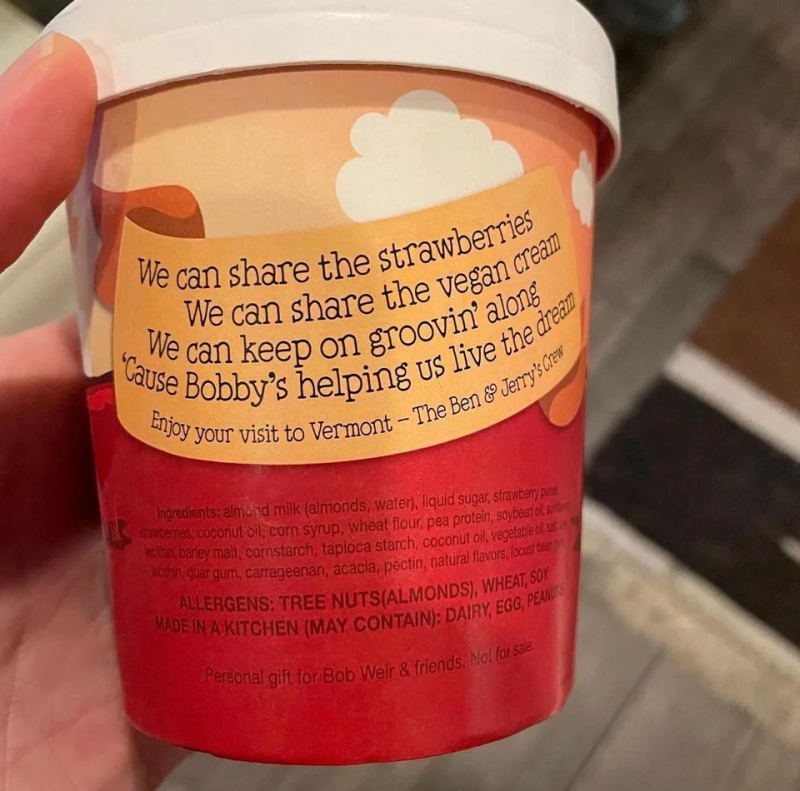 We can share the strawberries
We can share the vegan cream
We can keep on groovin' along
'Cause Bobby's helping us live the dream
Enjoy your visit to Vermont – The Ben & Jerry's Crew
Ingredients: almond milk (almonds, water), liquid sugar, strawberry
strawberries, coconut oil, corn syrup, wheat flour, pea protein, soybean oil,
lecithin, barley malt, cornstarch, tapioca starch, coconut oil, vegetable oil, salt,
lecithin, guar gum, carrageenan, acacia, pectin, natural flavors, locust bean
ALLERGENS: TREE NUTS(ALMONDS), WHEAT, SOY
MADE IN A KITCHEN (MAY CONTAIN): DAIRY, EGG, PEANUTS
Personal gift for Bob Weir & friends. Not for sale.